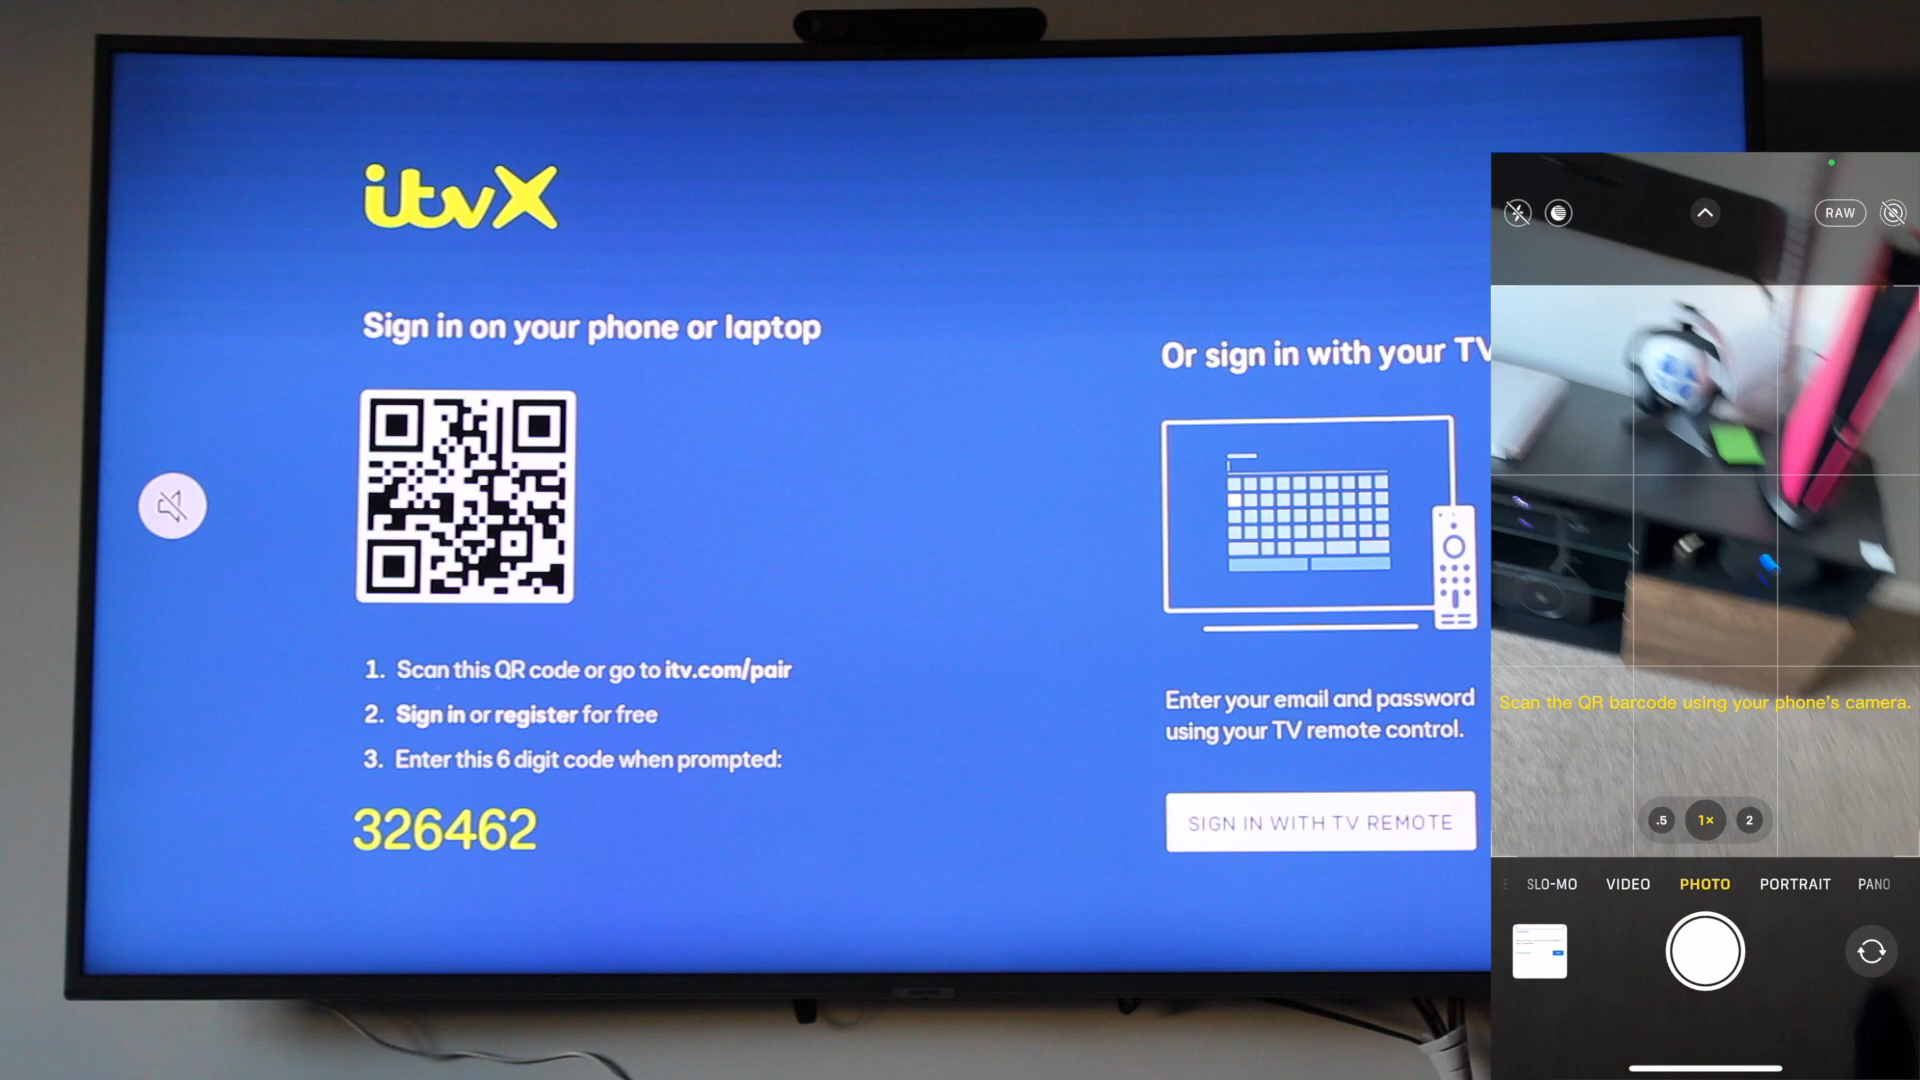 itvX
Sign in on your phone or laptop
1. Scan this QR code or go to itv.com/pair
2. Sign in or register for free
3. Enter this 6 digit code when prompted:
326462
Or sign in with your TV
Enter your email and password
using your TV remote control.
SIGN IN WITH TV REMOTE
RAW
Scan the QR barcode using your phone's camera.
.5 1× 2
SLO-MO VIDEO PHOTO PORTRAIT PANO